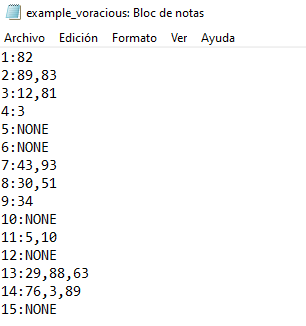 example_voracious: Bloc de notas
Archivo Edición Formato Ver Ayuda
1:82
2:89,83
3:12,81
4:3
5:NONE
6:NONE
7:43,93
8:30,51
9:34
10:NONE
11:5,10
12:NONE
13:29,88,63
14:76,3,89
15:NONE